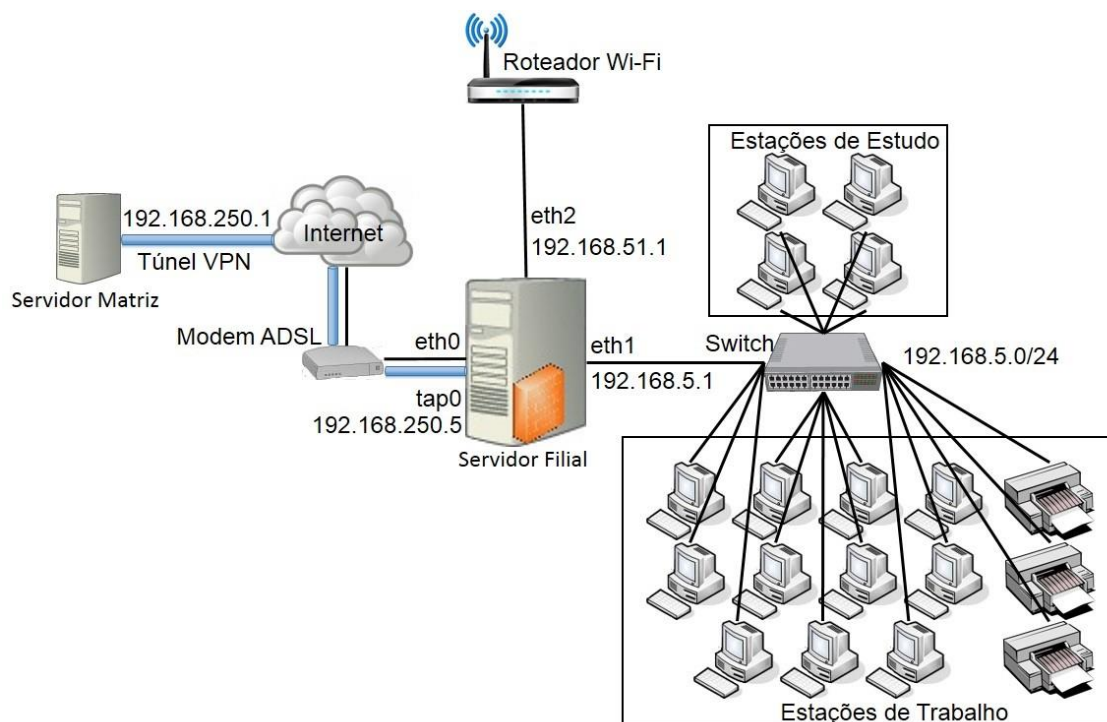 Roteador Wi-Fi
Estações de Estudo
192.168.250.1
Internet
eth2
192.168.51.1
Túnel VPN
Servidor Matriz
Modem ADSL
eth0
eth1
Switch
192.168.5.0/24
192.168.5.1
tap0
192.168.250.5
Servidor Filial
Estações de Trabalho